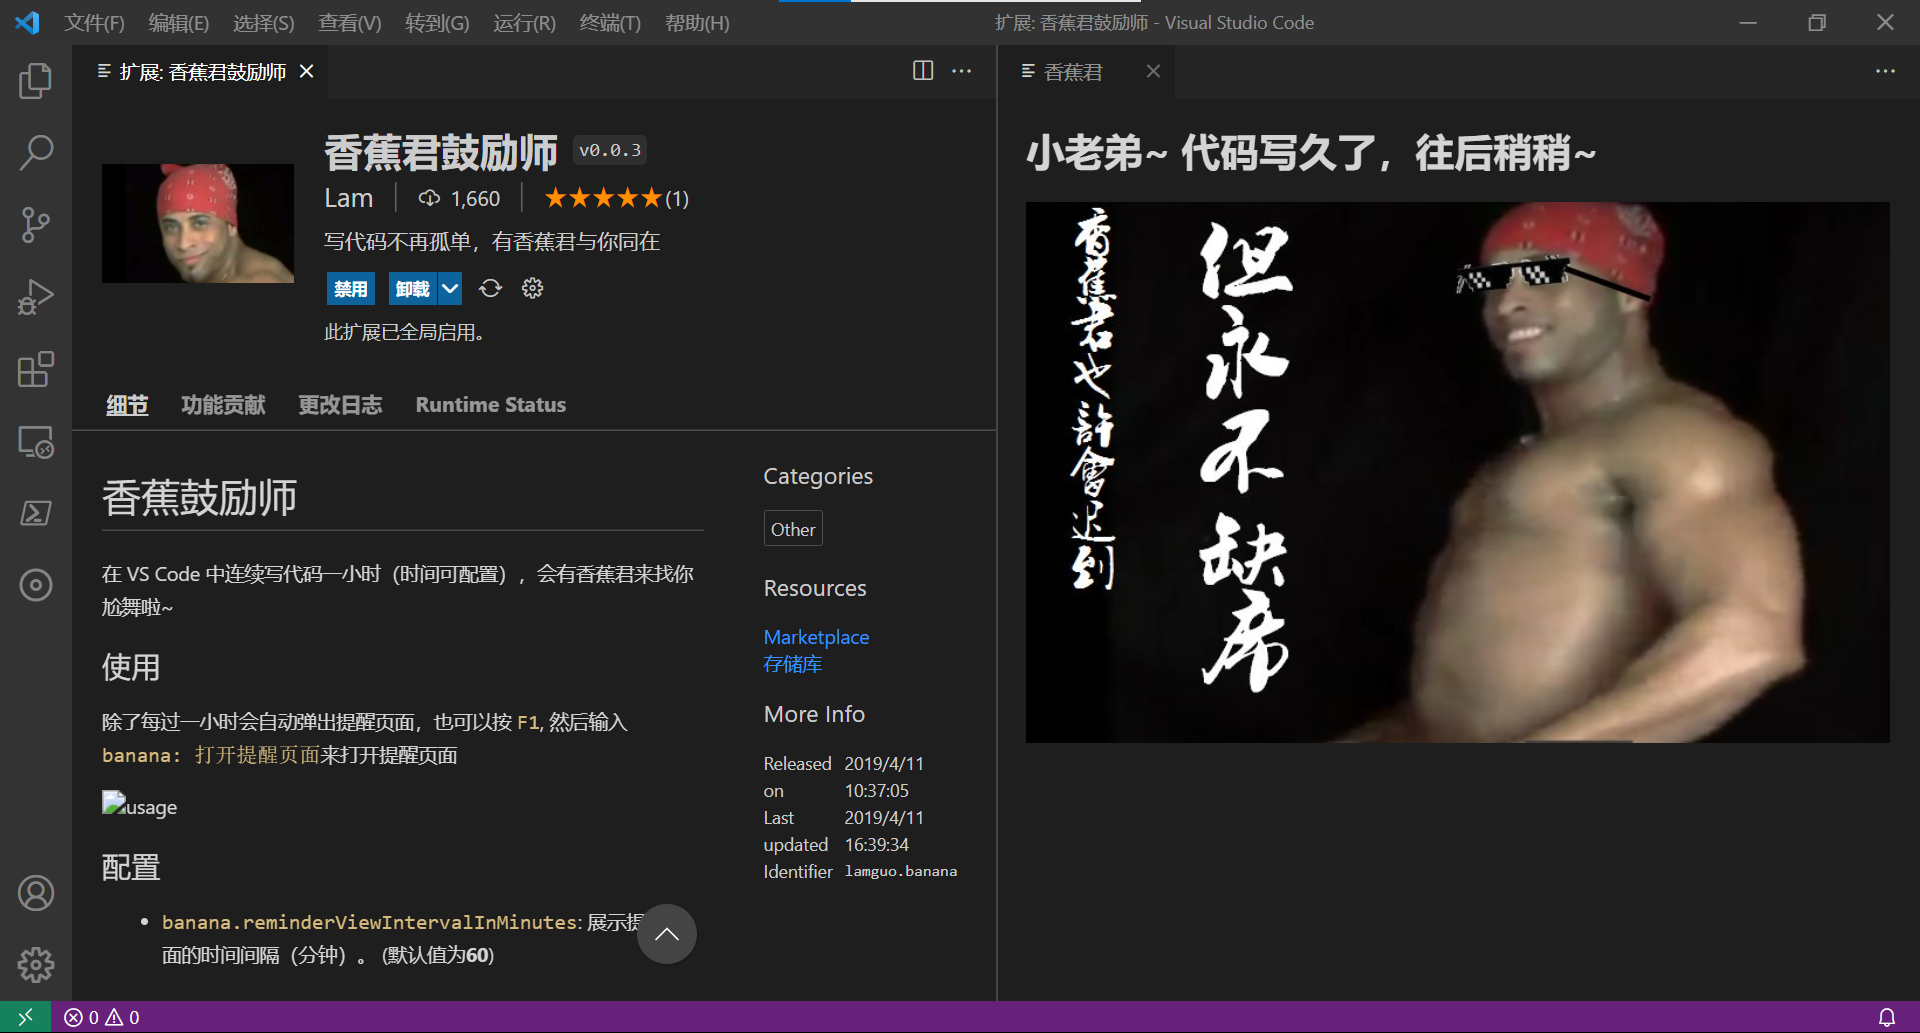 文件(F) 编辑(E) 选择(S) 查看(V) 转到(G) 运行(R) 终端(T) 帮助(H)
扩展: 香蕉君鼓励师 - Visual Studio Code
扩展: 香蕉君鼓励师
香蕉君鼓励师 v0.0.3
Lam 1,660 ★★★★★(1)
写代码不再孤单，有香蕉君与你同在
禁用 卸载
此扩展已全局启用。
细节 功能贡献 更改日志 Runtime Status
香蕉鼓励师
在 VS Code 中连续写代码一小时（时间可配置），会有香蕉君来找你
尬舞啦~
使用
除了每过一小时会自动弹出提醒页面，也可以按 F1, 然后输入
banana: 打开提醒页面来打开提醒页面
usage
配置
• banana.reminderViewIntervalInMinutes: 展示提
面的时间间隔（分钟）。 (默认值为60)
Categories
Other
Resources
Marketplace
存储库
More Info
Released on 2019/4/11 10:37:05
Last updated 2019/4/11 16:39:34
Identifier lamguo.banana
香蕉君
小老弟~ 代码写久了，往后稍稍~
香蕉君也許會迟到
但永不缺席
0 0